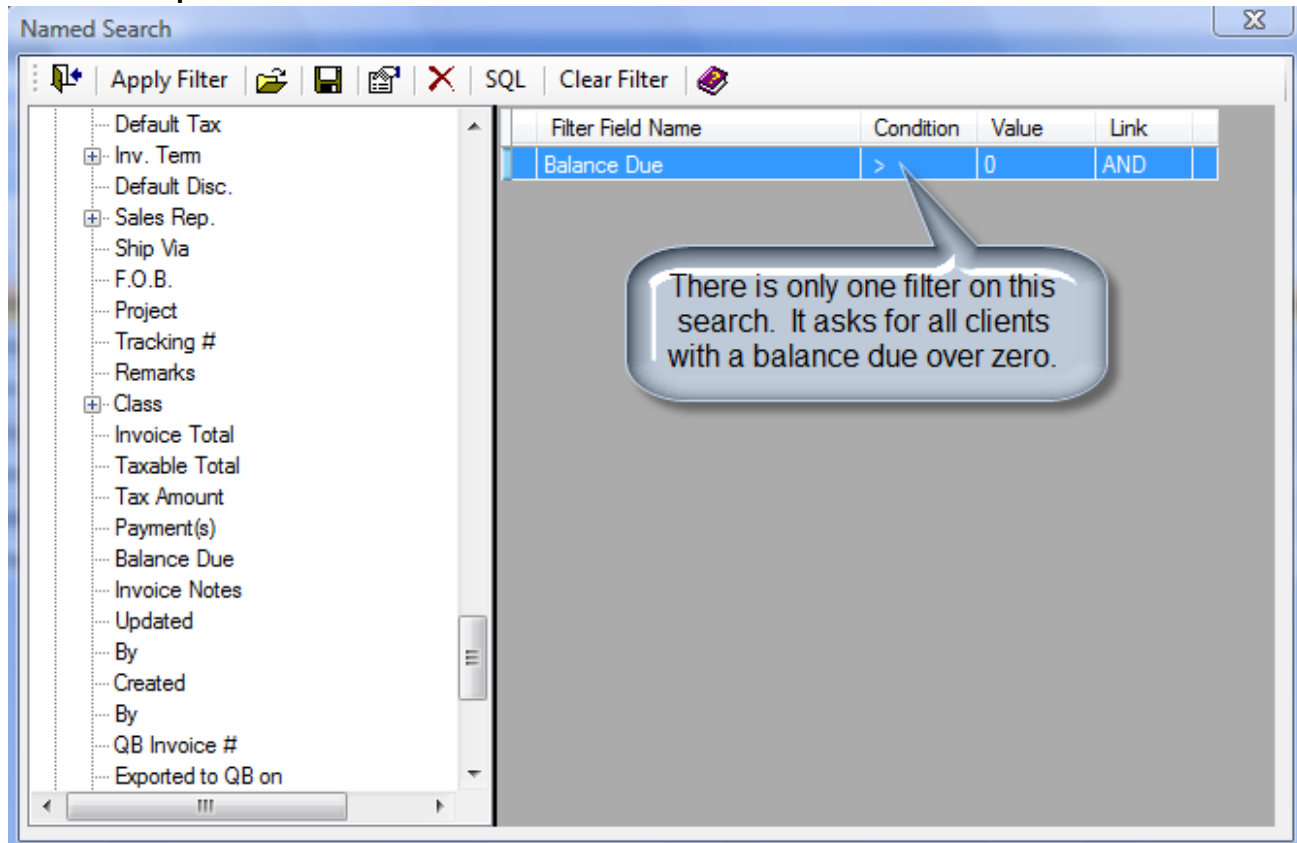 Named Search
Apply Filter SQL Clear Filter
Default Tax
Inv. Term
Default Disc.
Sales Rep.
Ship Via
F.O.B.
Project
Tracking #
Remarks
Class
Invoice Total
Taxable Total
Tax Amount
Payment(s)
Balance Due
Invoice Notes
Updated
By
Created
By
QB Invoice #
Exported to QB on
Filter Field Name Condition Value Link
Balance Due > 0 AND
There is only one filter on this
search. It asks for all clients
with a balance due over zero.